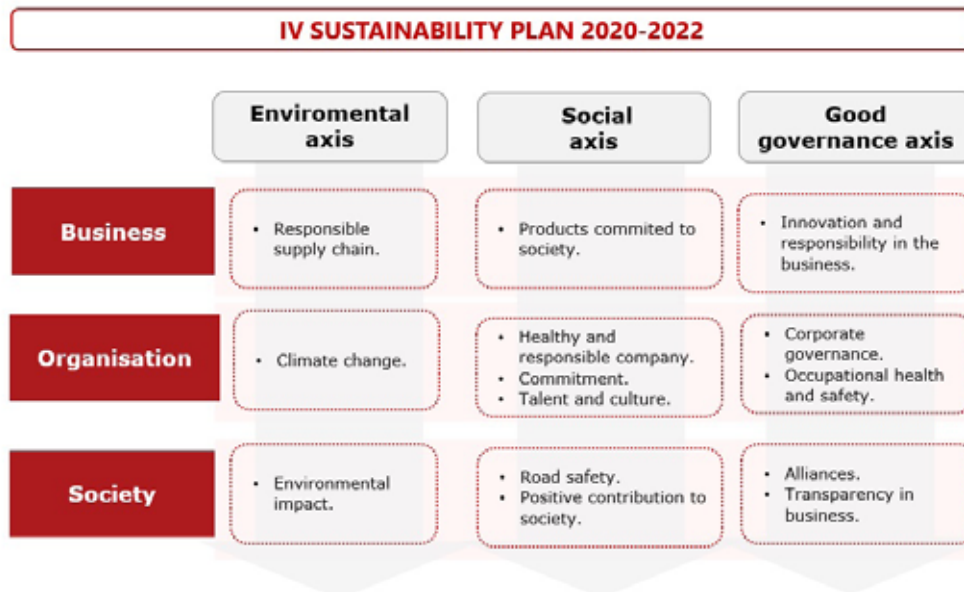 IV SUSTAINABILITY PLAN 2020-2022
Enviromental
axis
Social
axis
Good
governance axis
Business
• Responsible
supply chain.
• Products commited to
society.
• Innovation and
responsibility in the
business.
Organisation
• Climate change.
• Healthy and
responsible company.
• Commitment.
• Talent and culture.
• Corporate
governance.
• Occupational health
and safety.
Society
• Environmental
impact.
• Road safety.
• Positive contribution to
society.
• Alliances.
• Transparency in
business.